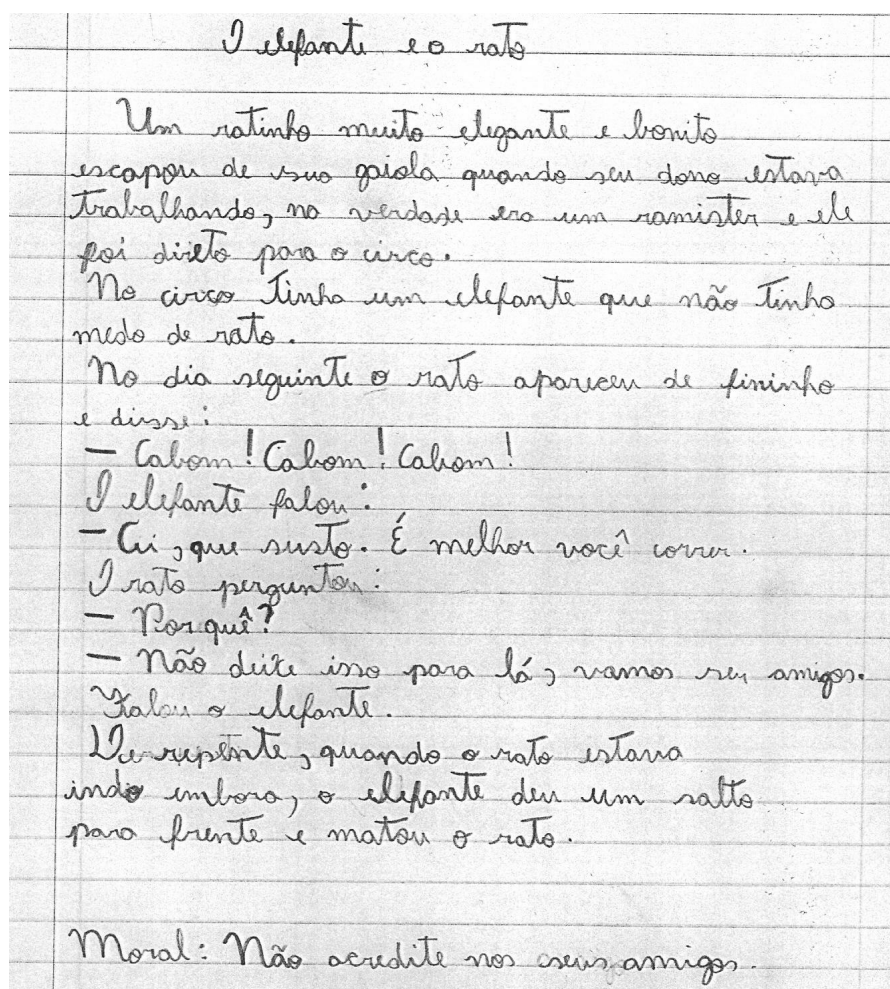 O elefante e o rato
Um ratinho muito elegante e bonito
escapou de sua gaiola quando seu dono estava
trabalhando, na verdade era um ramister e ele
foi direto para o circo.
No circo tinha um elefante que não tinha
medo de rato.
No dia seguinte o rato apareceu de fininho
e disse:
— Cabom! Cabom! Cabom!
O elefante falou:
— Ai, que susto. É melhor você correr.
O rato perguntou:
— Por quê?
— Não deixe isso para lá, vamos ser amigos.
Falou o elefante.
De repente, quando o rato estava
indo embora, o elefante deu um salto
para frente e matou o rato.
Moral: Não acredite nos seus amigos.